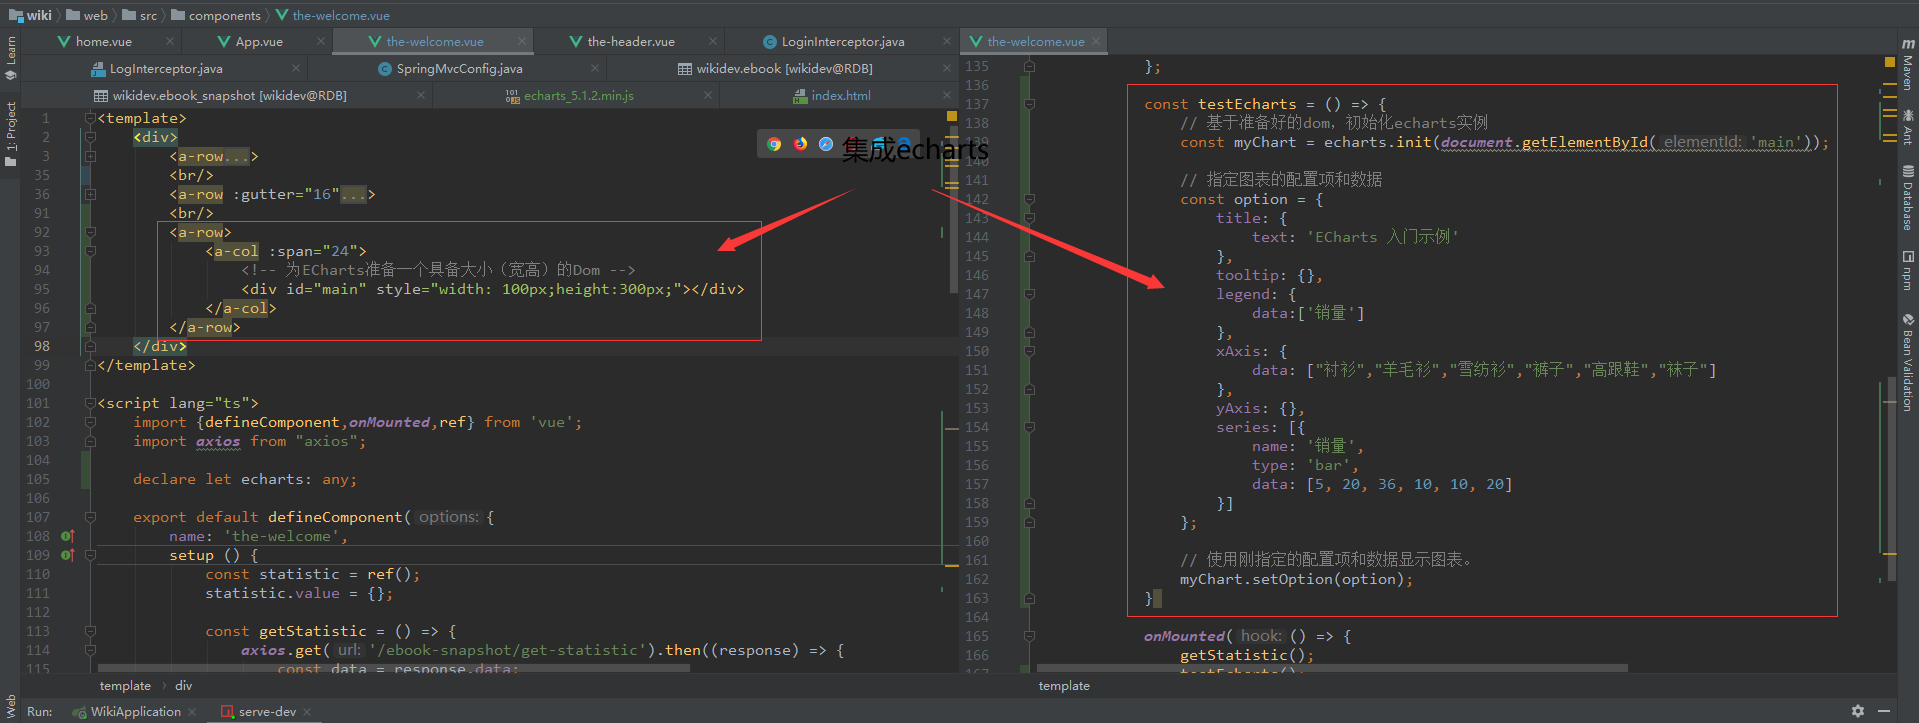 wiki web src components the-welcome.vue
home.vue App.vue the-welcome.vue the-header.vue LoginInterceptor.java
LogInterceptor.java SpringMvcConfig.java wikidev.ebook [wikidev@RDB]
wikidev.ebook_snapshot [wikidev@RDB] echarts_5.1.2.min.js index.html
Learn
1: Project
Web
集成echarts
1 <template>
2 <div>
3 <a-row...>
35 <br/>
36 <a-row :gutter="16"...>
91 <br/>
92 <a-row>
93 <a-col :span="24">
94 <!-- 为ECharts准备一个具备大小（宽高）的Dom -->
95 <div id="main" style="width: 100px;height:300px;"></div>
96 </a-col>
97 </a-row>
98 </div>
99 </template>
100
101 <script lang="ts">
102 import {defineComponent,onMounted,ref} from 'vue';
103 import axios from "axios";
104
105 declare let echarts: any;
106
107 export default defineComponent( options: {
108 name: 'the-welcome',
109 setup () {
110 const statistic = ref();
111 statistic.value = {};
112
113 const getStatistic = () => {
114 axios.get( url: '/ebook-snapshot/get-statistic').then((response) => {
115 const data = response.data;
template div
the-welcome.vue
135 };
136
137 const testEcharts = () => {
138 // 基于准备好的dom，初始化echarts实例
139 const myChart = echarts.init(document.getElementById( elementId: 'main'));
140
141 // 指定图表的配置项和数据
142 const option = {
143 title: {
144 text: 'ECharts 入门示例'
145 },
146 tooltip: {},
147 legend: {
148 data:['销量']
149 },
150 xAxis: {
151 data: ["衬衫","羊毛衫","雪纺衫","裤子","高跟鞋","袜子"]
152 },
153 yAxis: {},
154 series: [{
155 name: '销量',
156 type: 'bar',
157 data: [5, 20, 36, 10, 10, 20]
158 }]
159 };
160
161 // 使用刚指定的配置项和数据显示图表。
162 myChart.setOption(option);
163 }
164
165 onMounted( hook: () => {
166 getStatistic();
167 testEcharts();
template
Maven
Ant
Database
npm
Bean Validation
Run: WikiApplication serve-dev